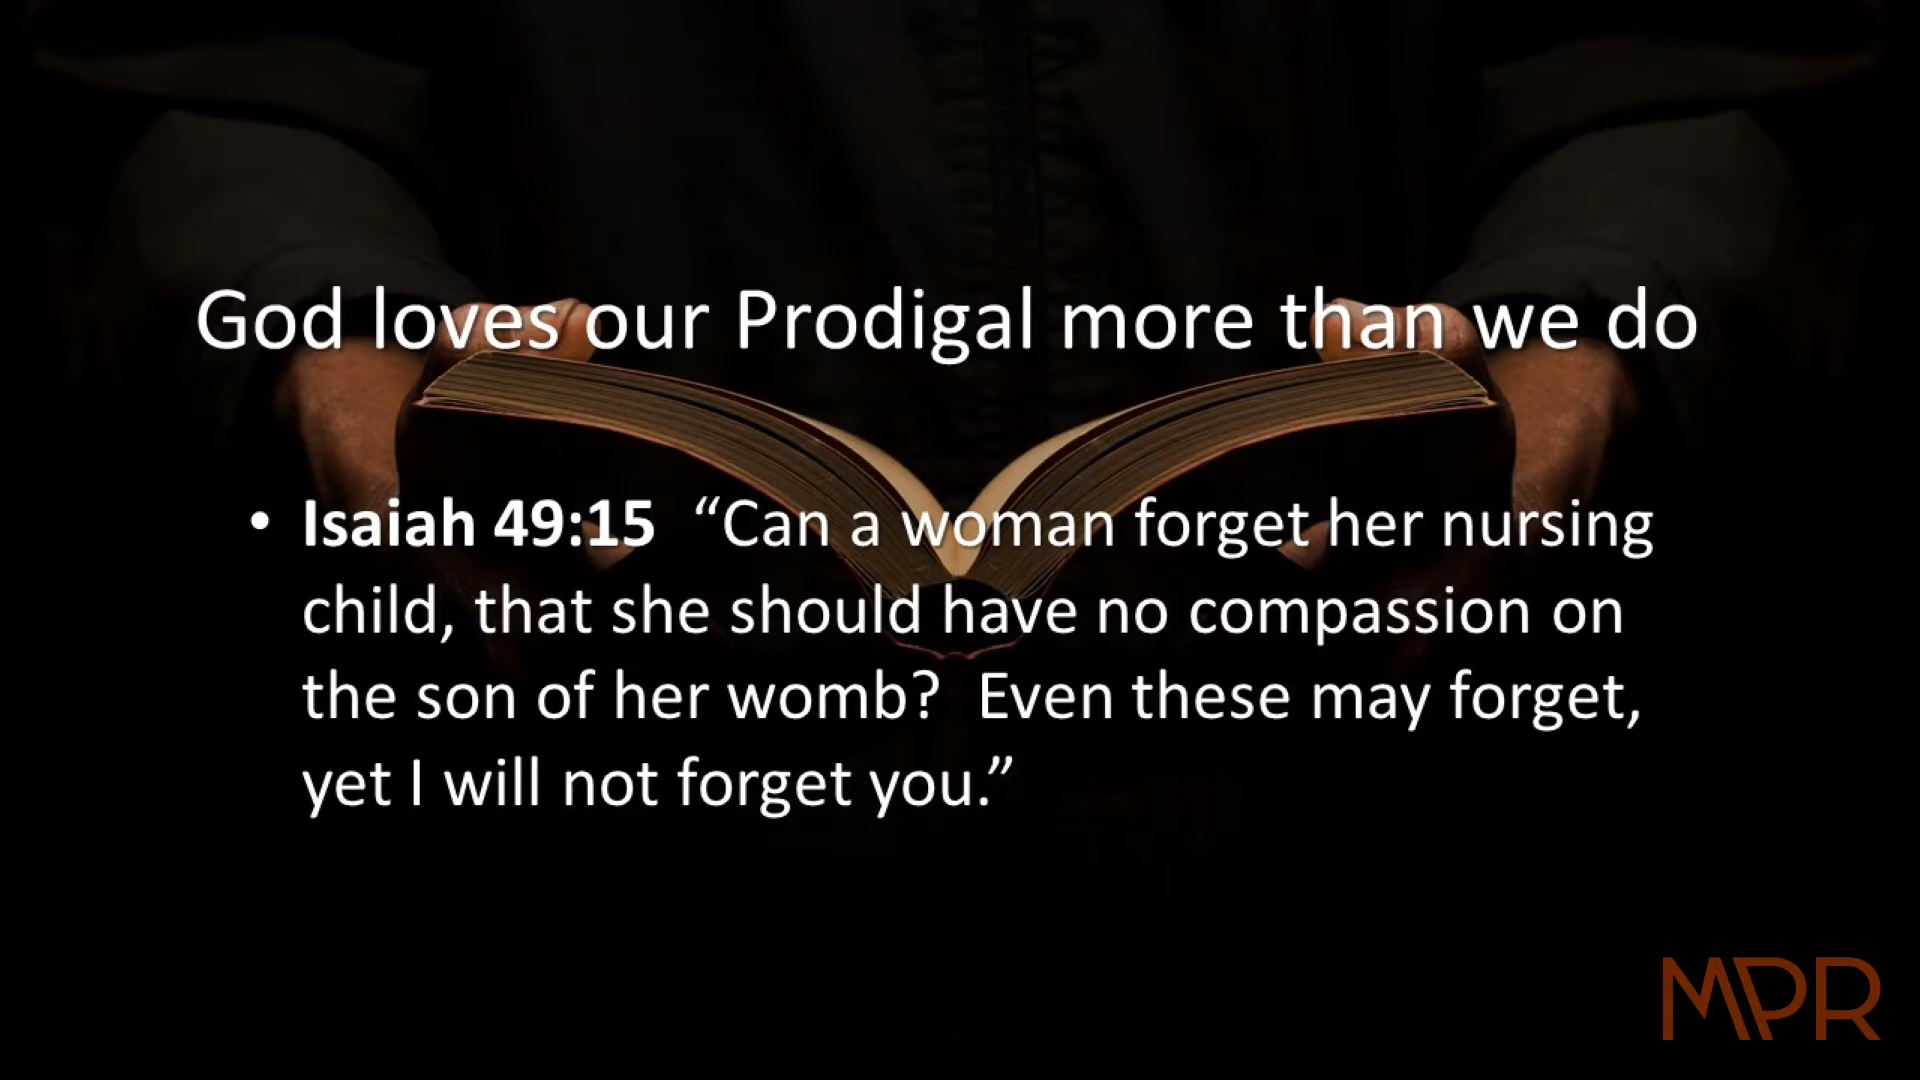 God loves our Prodigal more than we do
• Isaiah 49:15  “Can a woman forget her nursing
child, that she should have no compassion on
the son of her womb?  Even these may forget,
yet I will not forget you.”
MPR